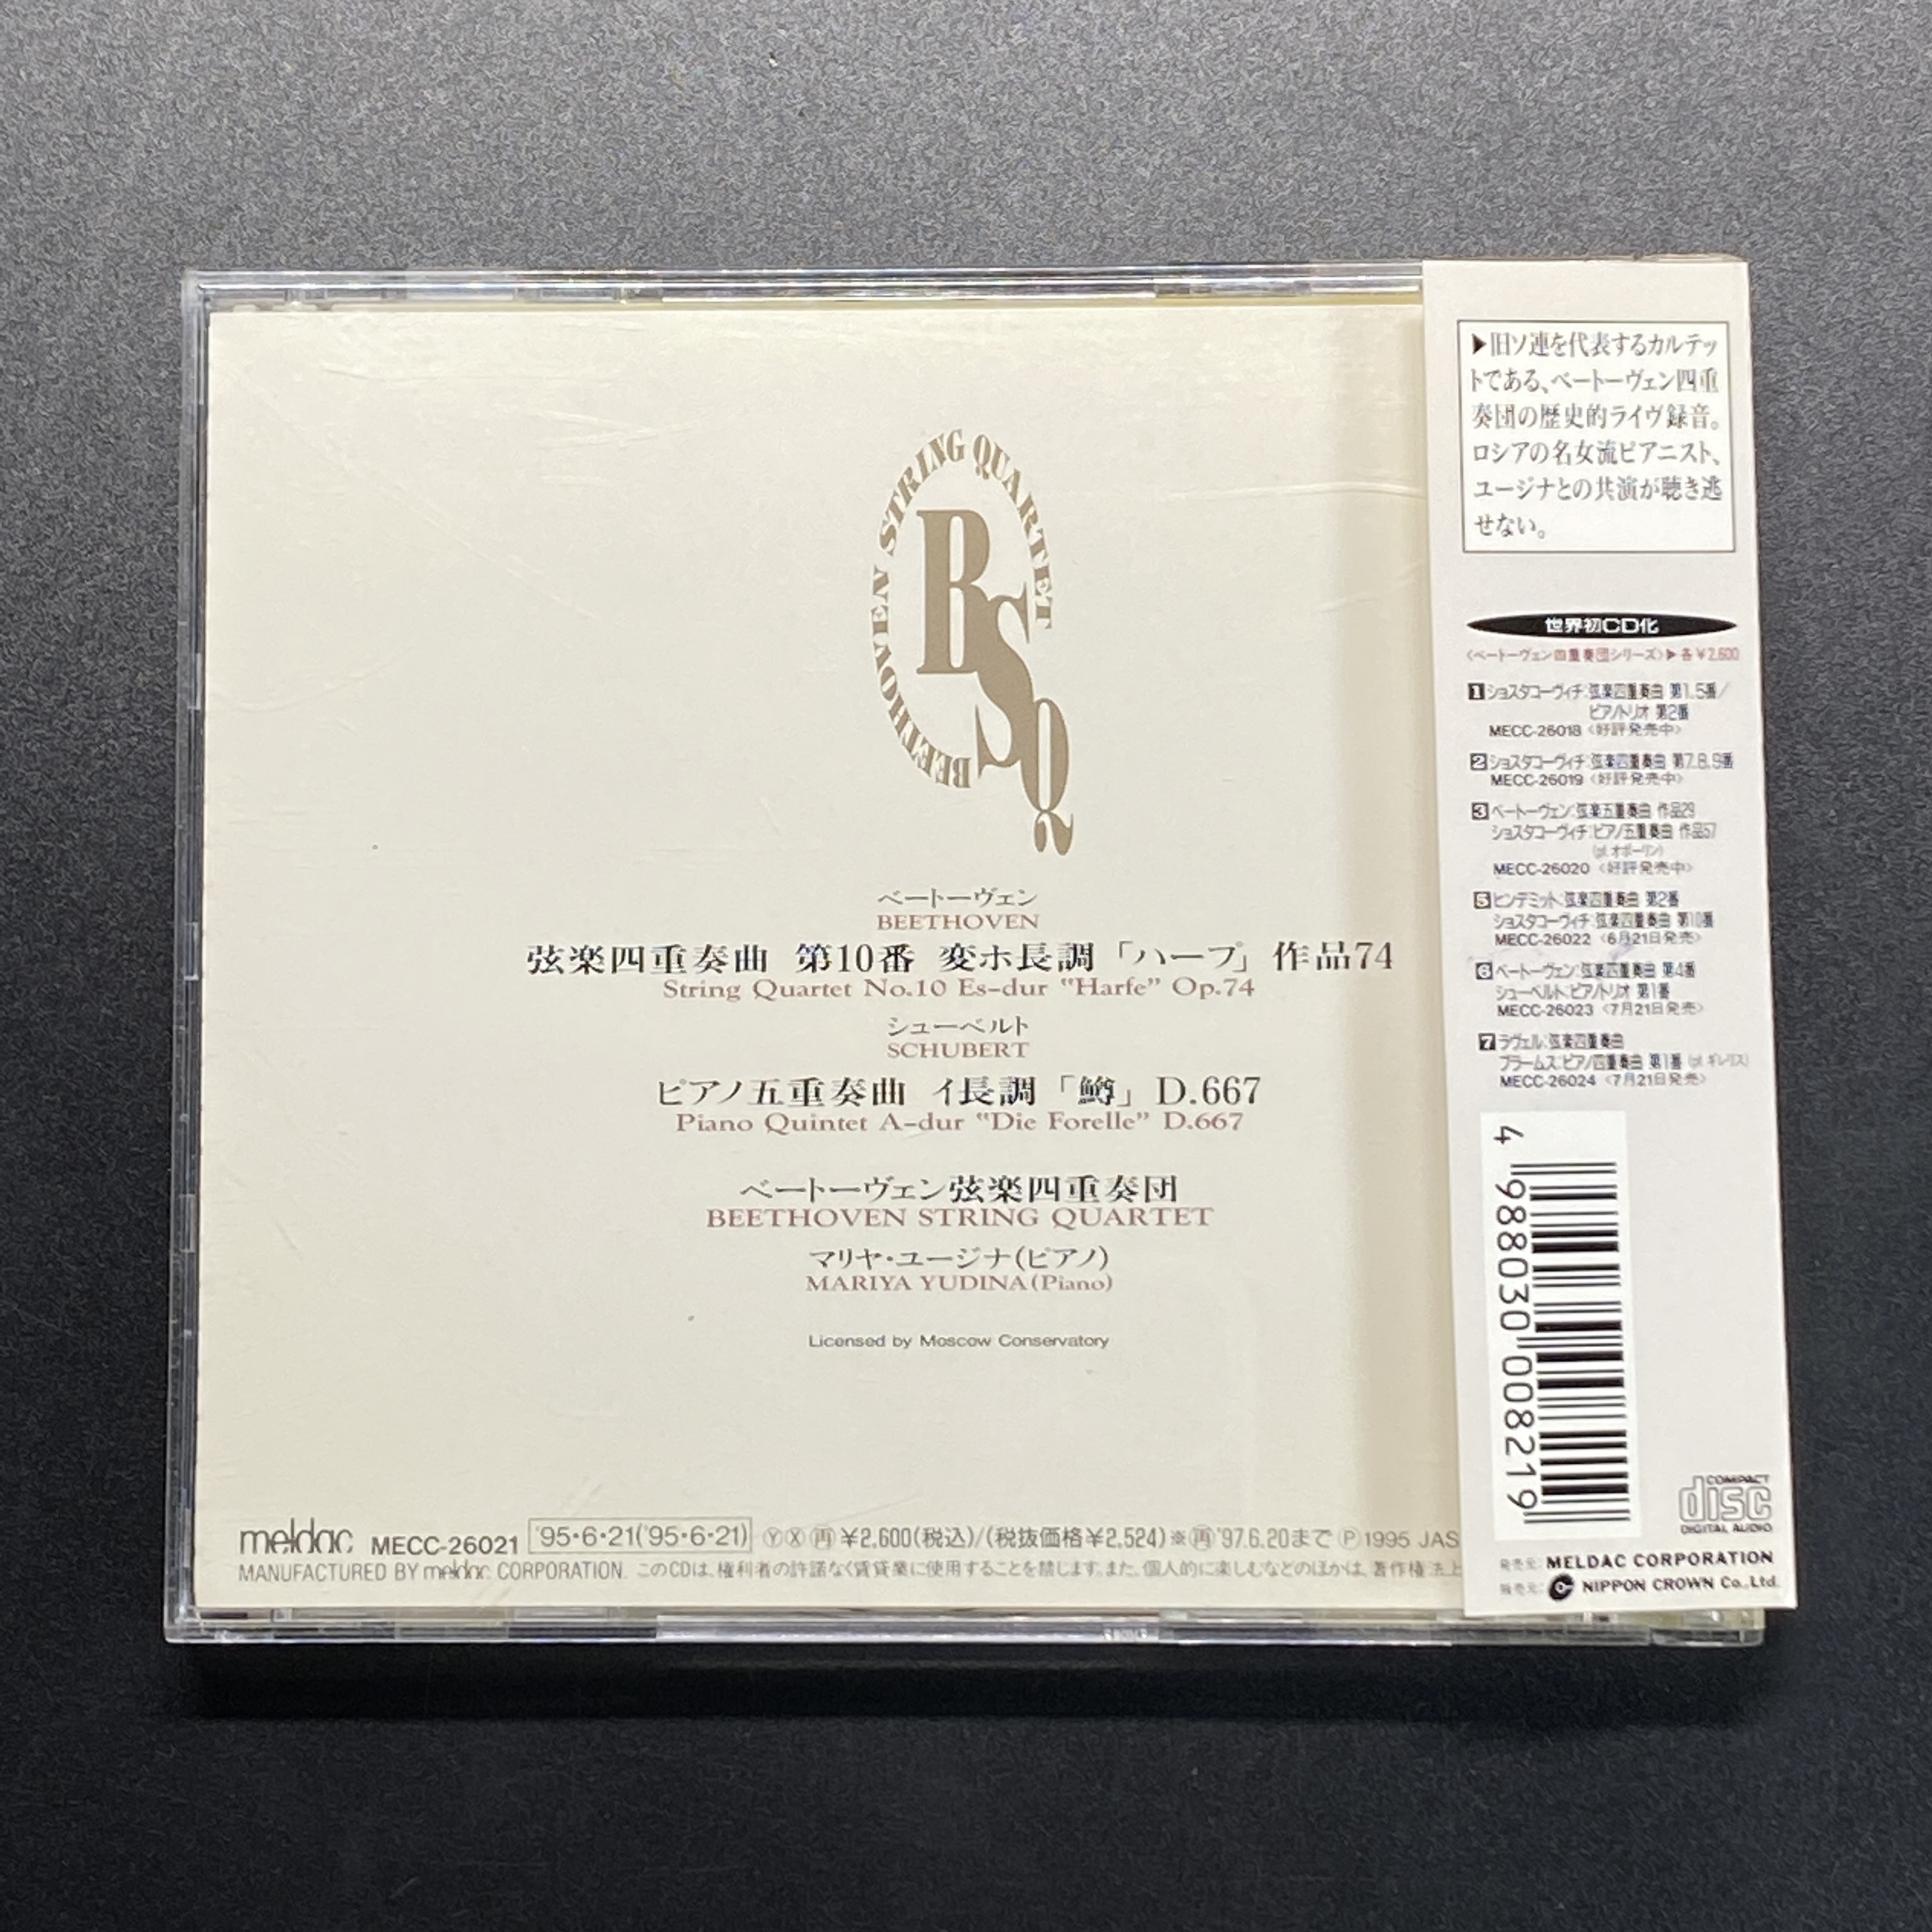 BEETHOVEN STRING QUARTET
BSQ
ベートーヴェン
BEETHOVEN
弦楽四重奏曲 第10番 変ホ長調「ハープ」作品74
String Quartet No.10 Es-dur “Harfe” Op.74
シューベルト
SCHUBERT
ピアノ五重奏曲 イ長調「鱒」D.667
Piano Quintet A-dur “Die Forelle” D.667
ベートーヴェン弦楽四重奏団
BEETHOVEN STRING QUARTET
マリヤ・ユージナ(ピアノ)
MARIYA YUDINA(Piano)
Licensed by Moscow Conservatory
meldac MECC-26021 '95・6・21('95・6・21) Ⓨ Ⓧ ㊢ ¥2,600(税込)/(税抜価格¥2,524)※㊢'97.6.20まで Ⓟ 1995 JAS
MANUFACTURED BY meldac CORPORATION. このCDは、権利者の許諾なく賃貸業に使用することを禁じます。また、個人的に楽しむなどのほかは、著作権法上
▶旧ソ連を代表するカルテッ
トである、ベートーヴェン四重
奏団の歴史的ライヴ録音。
ロシアの名女流ピアニスト、
ユージナとの共演が聴き逃
せない。
世界初CD化
〈ベートーヴェン四重奏団シリーズ〉▶各¥2,600
1 ショスタコーヴィチ:弦楽四重奏曲 第1.5番/
ピアノトリオ 第2番
MECC-26018〈好評発売中〉
2 ショスタコーヴィチ:弦楽四重奏曲 第7.8.9番
MECC-26019〈好評発売中〉
3 ベートーヴェン:弦楽五重奏曲 作品29
ショスタコーヴィチ:ピアノ五重奏曲 作品57
(pf.オボーリン)
MECC-26020〈好評発売中〉
5 ヒンデミット:弦楽四重奏曲 第2番
ショスタコーヴィチ:弦楽四重奏曲 第10番
MECC-26022〈6月21日発売〉
6 ベートーヴェン:弦楽四重奏曲 第4番
シューベルト:ピアノトリオ 第1番
MECC-26023〈7月21日発売〉
7 ラヴェル:弦楽四重奏曲
ブラームス:ピアノ四重奏曲 第1番 (pf.ギレリス)
MECC-26024〈7月21日発売〉
4 988030 008219
COMPACT
disc
DIGITAL AUDIO
発売元:MELDAC CORPORATION
販売元:NIPPON CROWN Co.,Ltd.